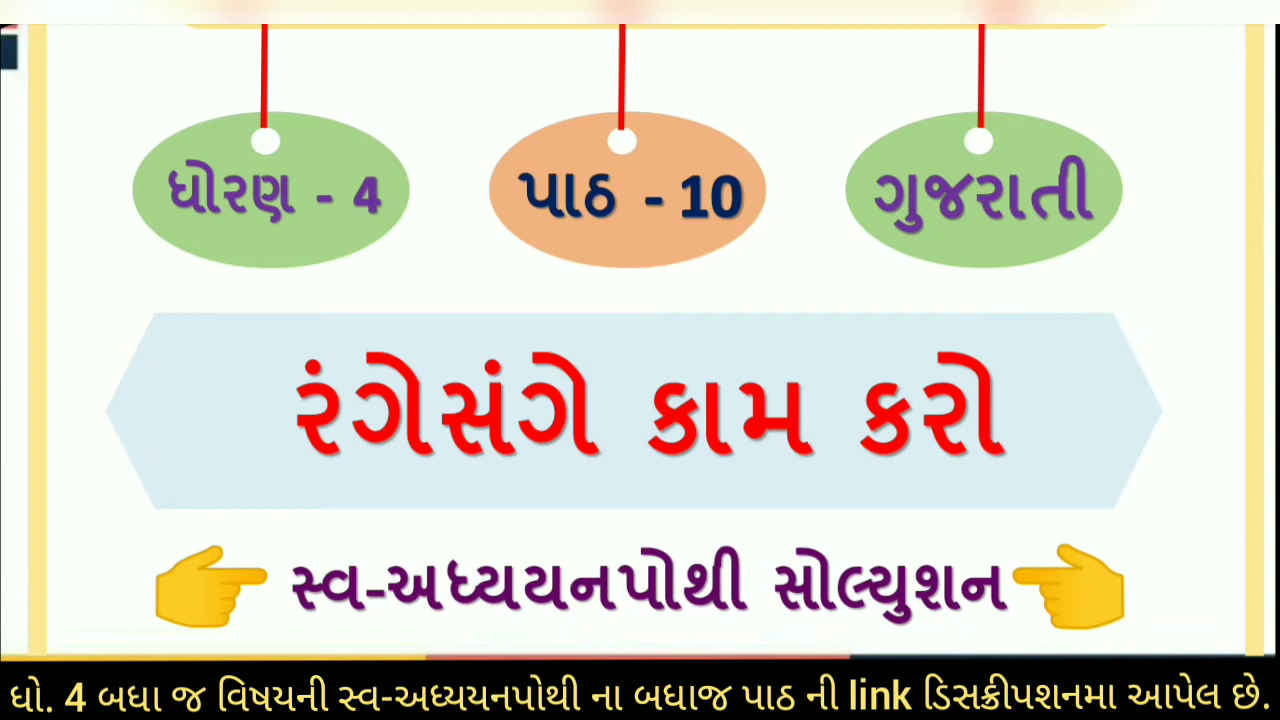 ધોરણ - 4
પાઠ - 10
ગુજરાતી
રંગેસંગે કામ કરો
સ્વ-અધ્યયનપોથી સોલ્યુશન
ધો. 4 બધા જ વિષયની સ્વ-અધ્યયનપોથી ના બધાજ પાઠ ની link ડિસક્રીપશનમા આપેલ છે.